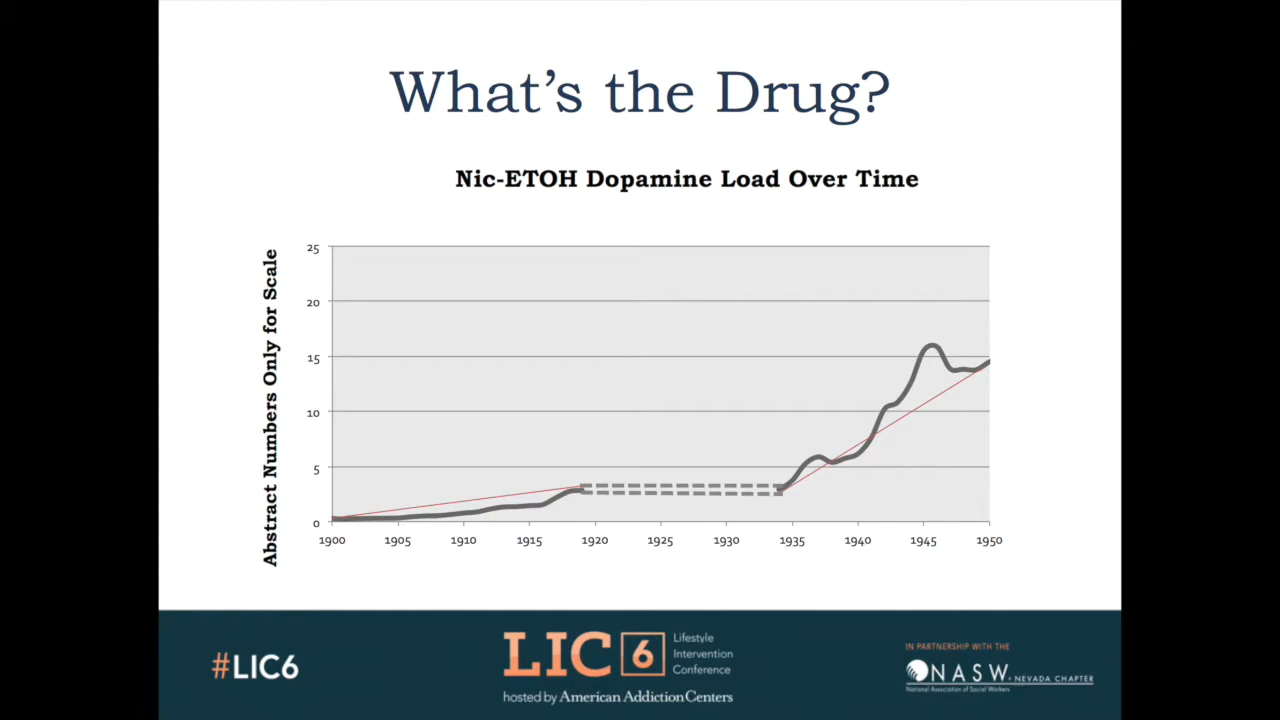 What's the Drug?
Nic-ETOH Dopamine Load Over Time
Abstract Numbers Only for Scale
25
20
15
10
5
0
1900 1905 1910 1915 1920 1925 1930 1935 1940 1945 1950
#LIC6
LIC 6
Lifestyle
Intervention
Conference
hosted by American Addiction Centers
IN PARTNERSHIP WITH THE
NASW. NEVADA CHAPTER
National Association of Social Workers